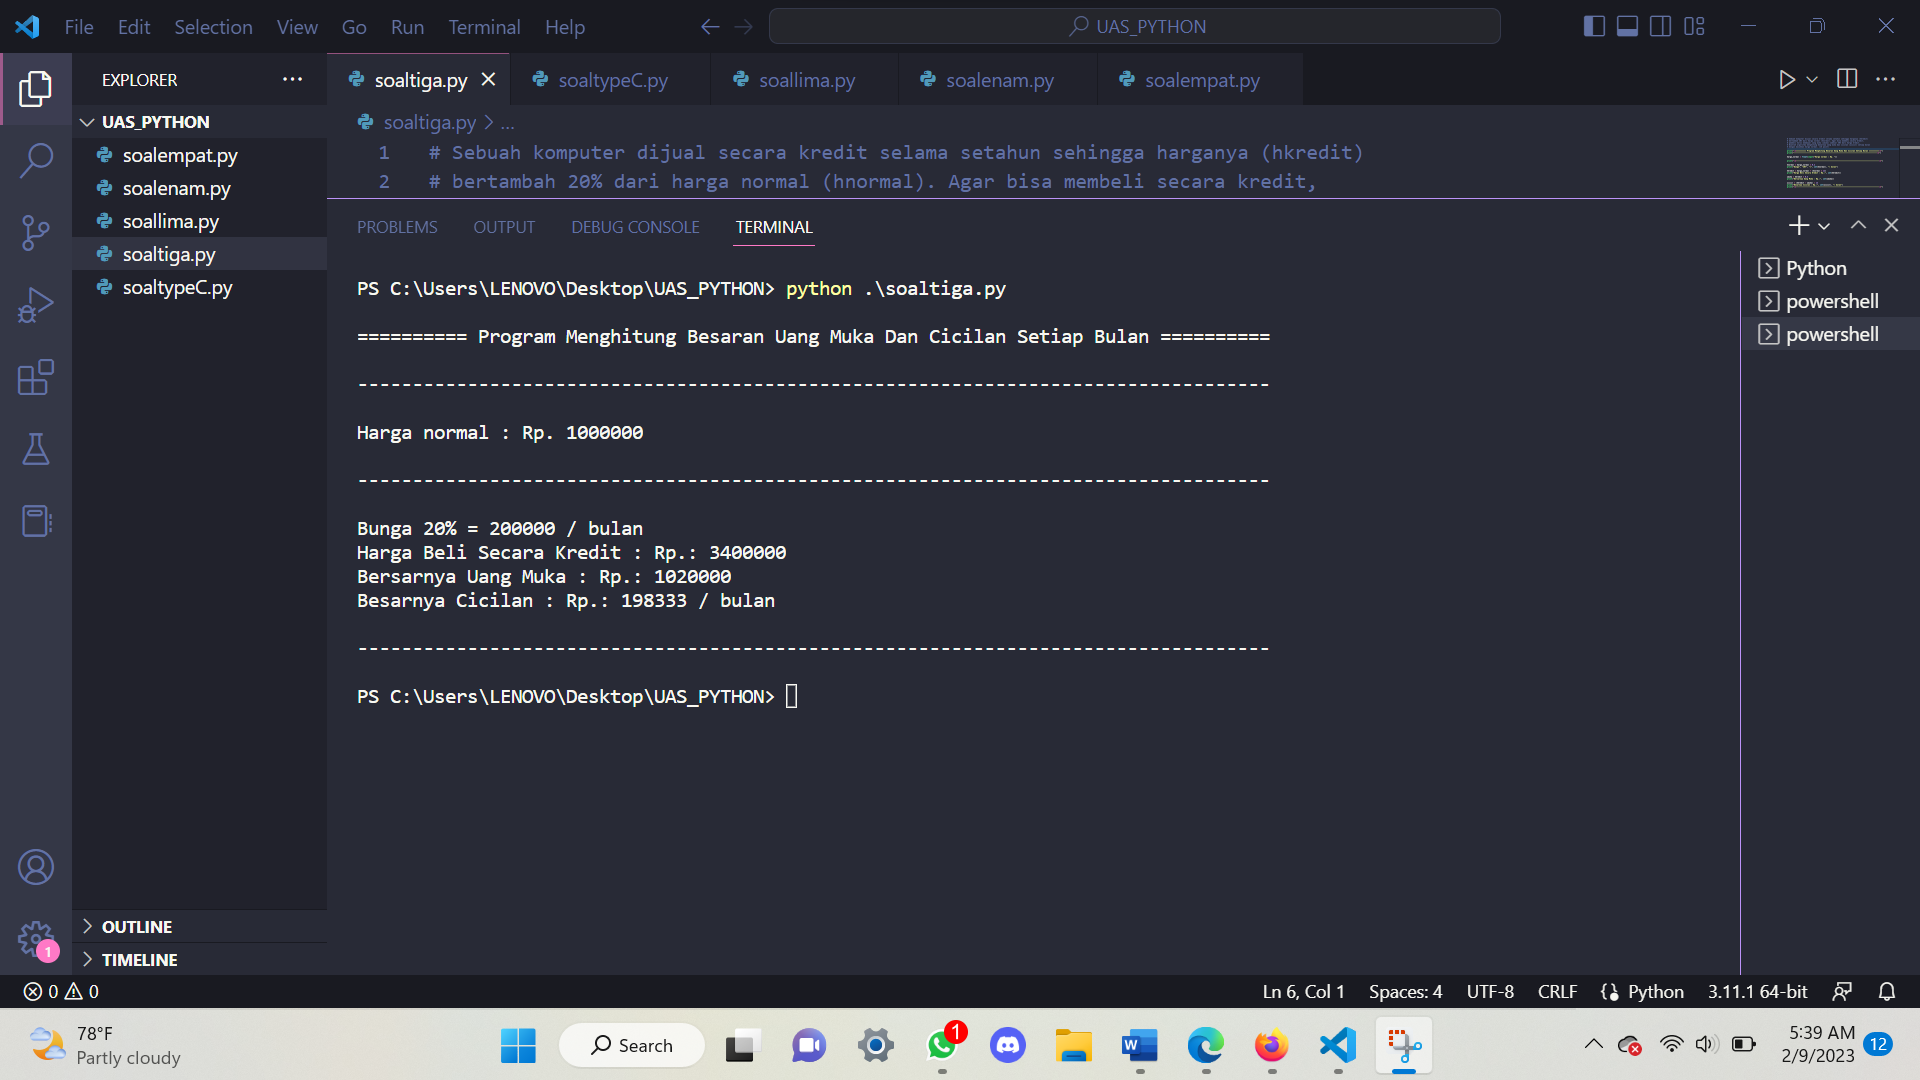 File Edit Selection View Go Run Terminal Help
UAS_PYTHON
EXPLORER
UAS_PYTHON
soalempat.py
soalenam.py
soallima.py
soaltiga.py
soaltypeC.py
OUTLINE
TIMELINE
1
soaltiga.py soaltypeC.py soallima.py soalenam.py soalempat.py
soaltiga.py > ...
1 # Sebuah komputer dijual secara kredit selama setahun sehingga harganya (hkredit)
2 # bertambah 20% dari harga normal (hnormal). Agar bisa membeli secara kredit,
PROBLEMS OUTPUT DEBUG CONSOLE TERMINAL
PS C:\Users\LENOVO\Desktop\UAS_PYTHON> python .\soaltiga.py
========== Program Menghitung Besaran Uang Muka Dan Cicilan Setiap Bulan ==========
-----------------------------------------------------------------------------------
Harga normal : Rp. 1000000
-----------------------------------------------------------------------------------
Bunga 20% = 200000 / bulan
Harga Beli Secara Kredit : Rp.: 3400000
Bersarnya Uang Muka : Rp.: 1020000
Besarnya Cicilan : Rp.: 198333 / bulan
-----------------------------------------------------------------------------------
PS C:\Users\LENOVO\Desktop\UAS_PYTHON>
Python
powershell
powershell
0 0
Ln 6, Col 1 Spaces: 4 UTF-8 CRLF Python 3.11.1 64-bit
78°F
Partly cloudy
Search
1
5:39 AM
2/9/2023
12